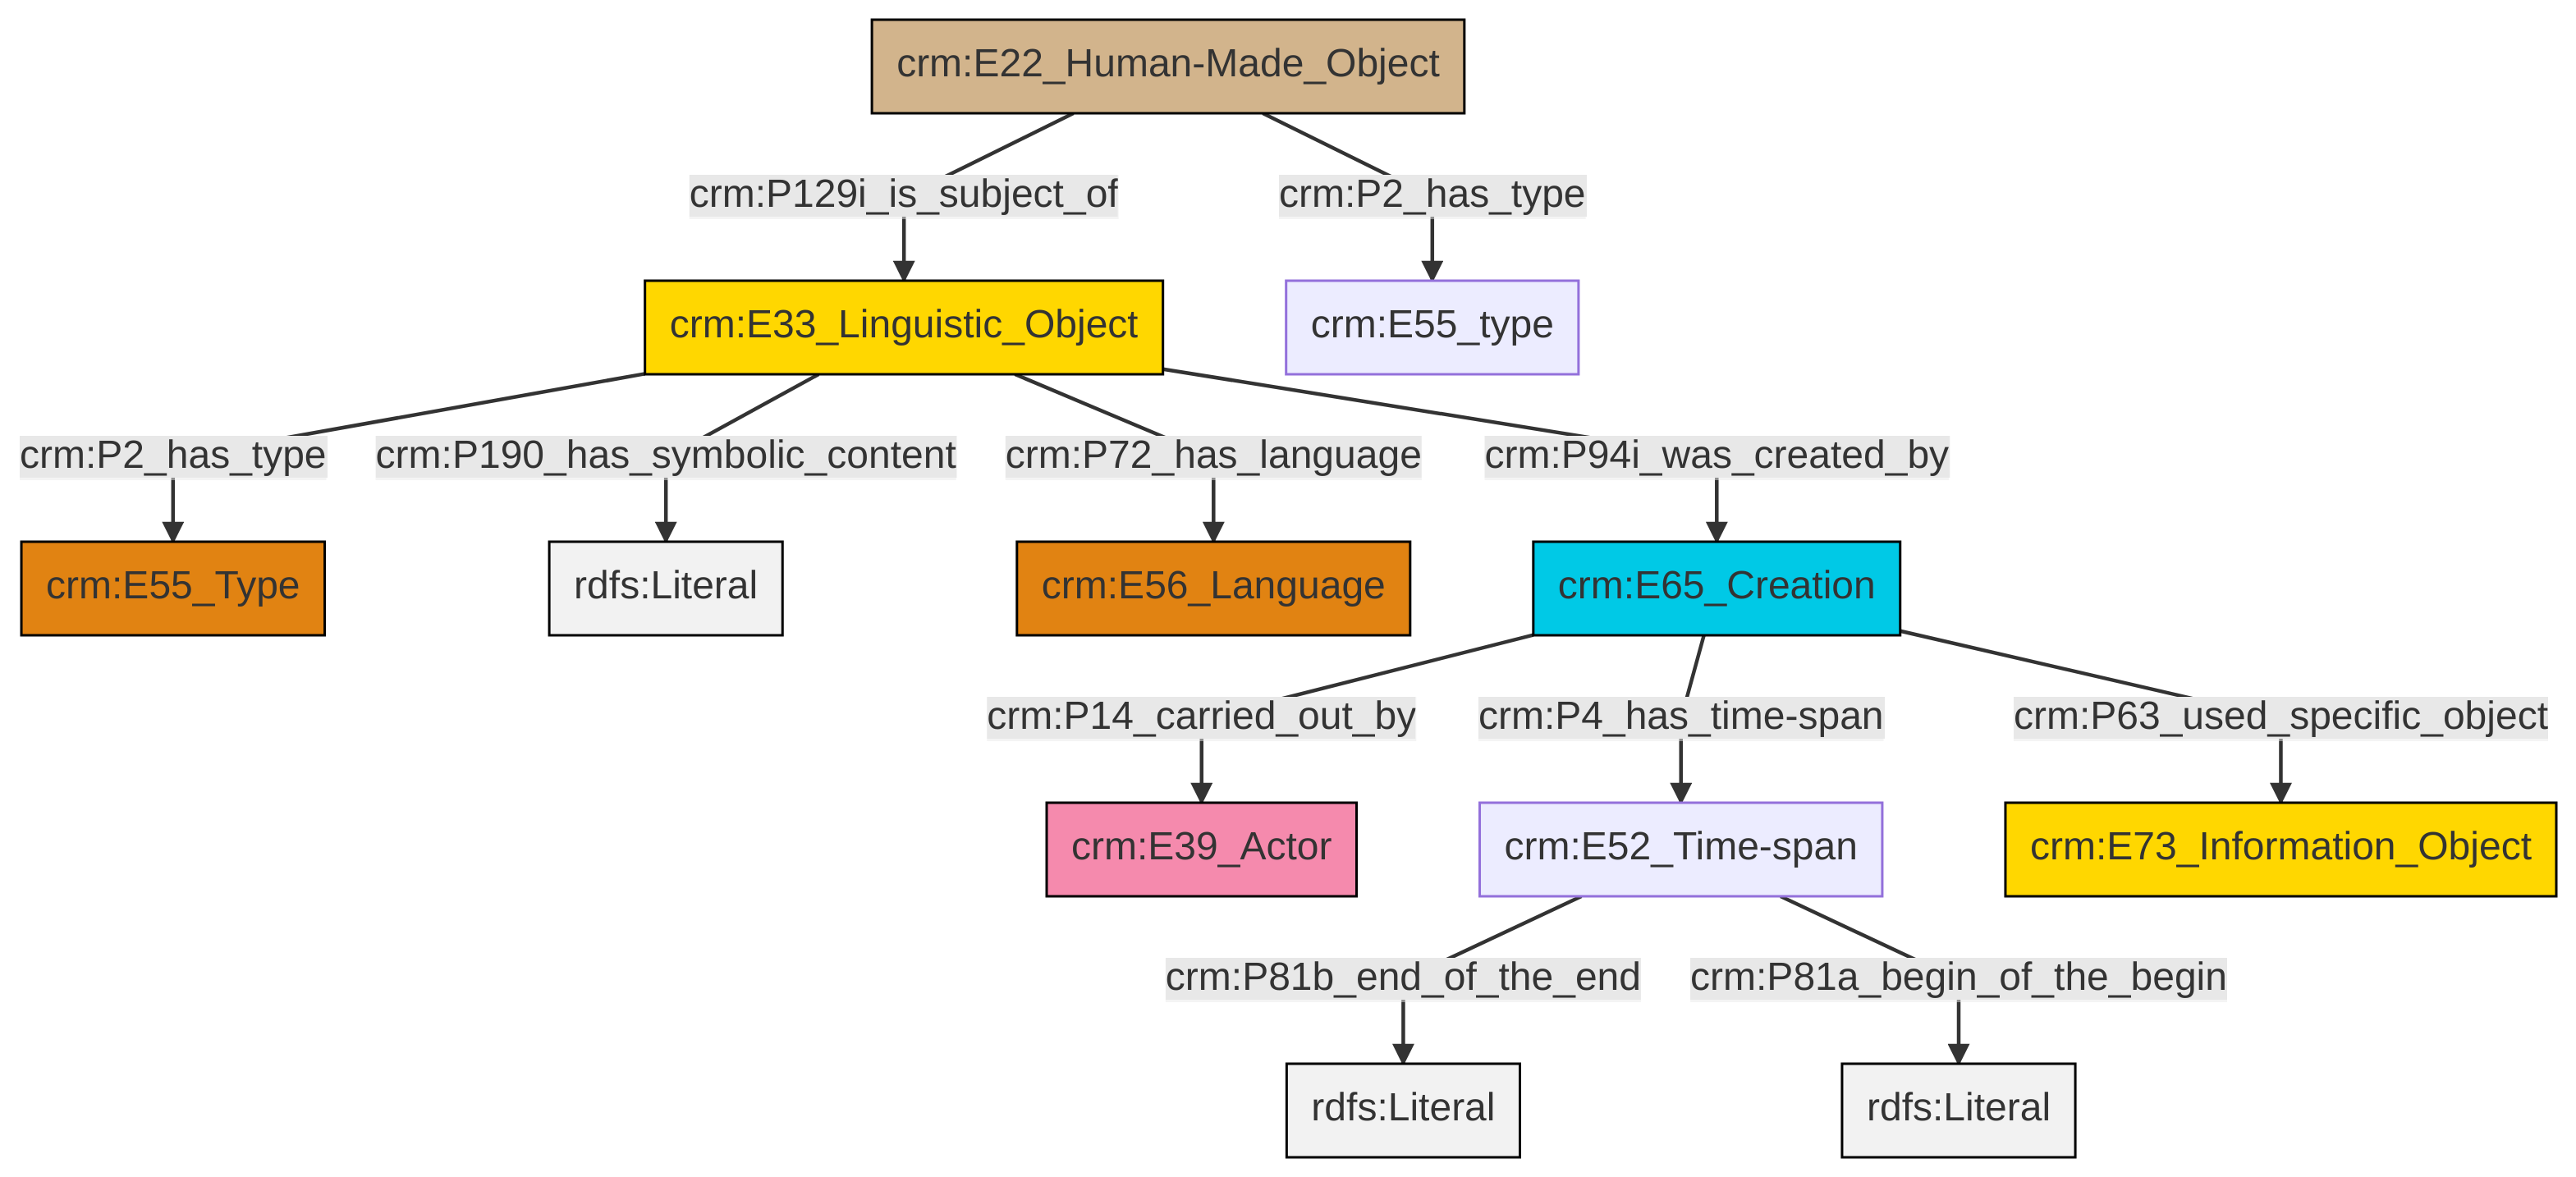 crm:E22_Human-Made_Object
crm:P129i_is_subject_of
crm:P2_has_type
crm:E33_Linguistic_Object
crm:E55_type
crm:P2_has_type
crm:P190_has_symbolic_content
crm:P72_has_language
crm:P94i_was_created_by
crm:E55_Type
rdfs:Literal
crm:E56_Language
crm:E65_Creation
crm:P14_carried_out_by
crm:P4_has_time-span
crm:P63_used_specific_object
crm:E39_Actor
crm:E52_Time-span
crm:E73_Information_Object
crm:P81b_end_of_the_end
crm:P81a_begin_of_the_begin
rdfs:Literal
rdfs:Literal